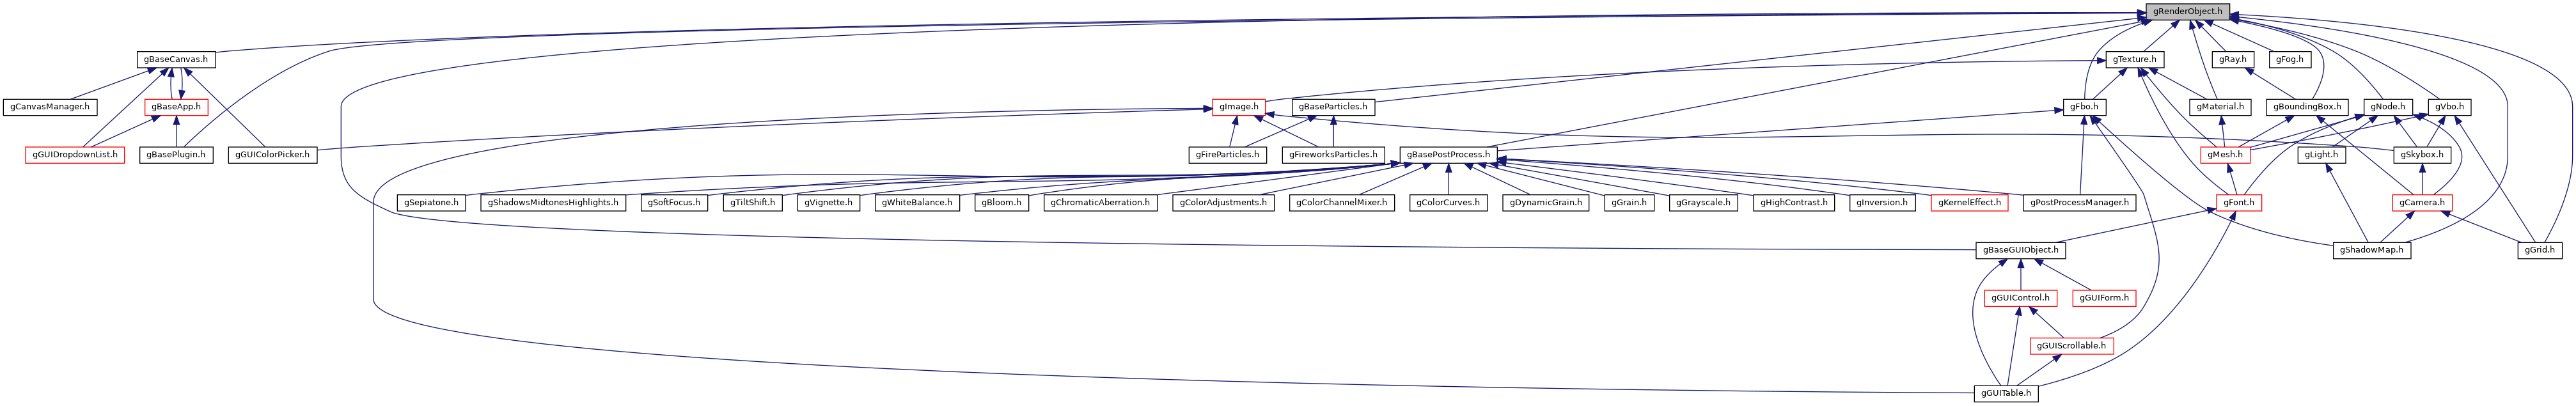 gRenderObject.h
gBaseCanvas.h
gTexture.h
gRay.h
gFog.h
gCanvasManager.h
gBaseApp.h
gImage.h
gBaseParticles.h
gFbo.h
gMaterial.h
gBoundingBox.h
gNode.h
gVbo.h
gGUIDropdownList.h
gBasePlugin.h
gGUIColorPicker.h
gFireParticles.h
gFireworksParticles.h
gBasePostProcess.h
gMesh.h
gLight.h
gSkybox.h
gSepiatone.h
gShadowsMidtonesHighlights.h
gSoftFocus.h
gTiltShift.h
gVignette.h
gWhiteBalance.h
gBloom.h
gChromaticAberration.h
gColorAdjustments.h
gColorChannelMixer.h
gColorCurves.h
gDynamicGrain.h
gGrain.h
gGrayscale.h
gHighContrast.h
gInversion.h
gKernelEffect.h
gPostProcessManager.h
gFont.h
gCamera.h
gBaseGUIObject.h
gShadowMap.h
gGrid.h
gGUIControl.h
gGUIForm.h
gGUIScrollable.h
gGUITable.h